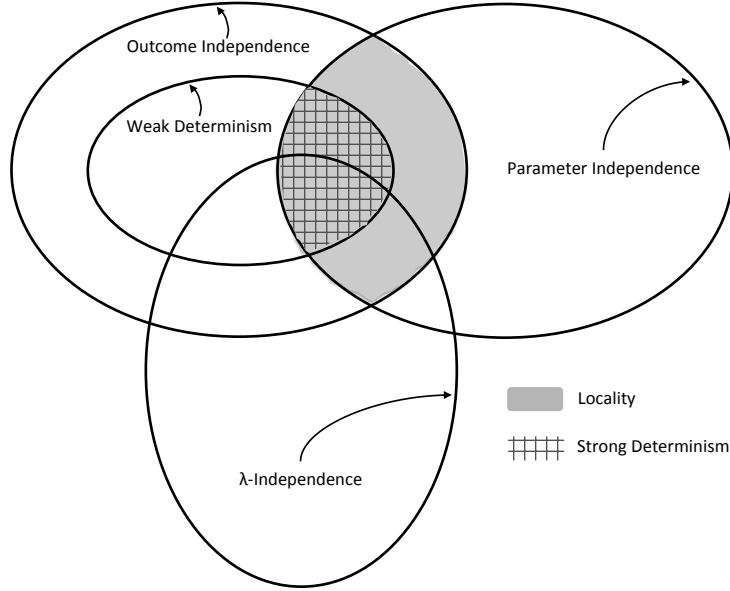 Outcome Independence
Weak Determinism
Parameter Independence
Locality
Strong Determinism
λ-Independence